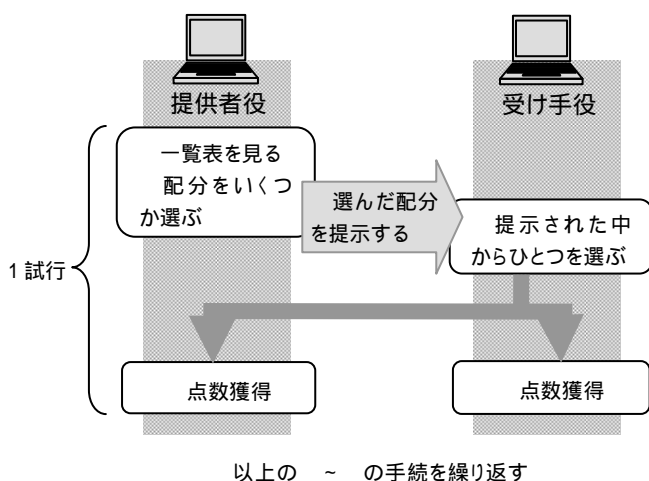 提供者役
受け手役
一覧表を見る
配分をいくつ
か選ぶ
選んだ配分
を提示する
提示された中
からひとつを選ぶ
1試行
点数獲得
点数獲得
以上の ~ の手続を繰り返す